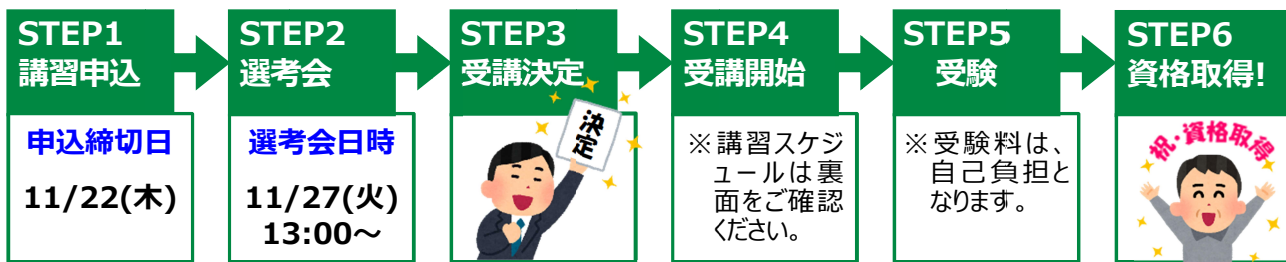 STEP1
講習申込
申込締切日
11/22(木)
STEP2
選考会
選考会日時
11/27(火)
13:00～
STEP3
受講決定
決定
STEP4
受講開始
※講習スケジ
ュールは裏
面をご確認
ください。
STEP5
受験
※受験料は、
自己負担と
なります。
STEP6
資格取得!
祝・資格取得